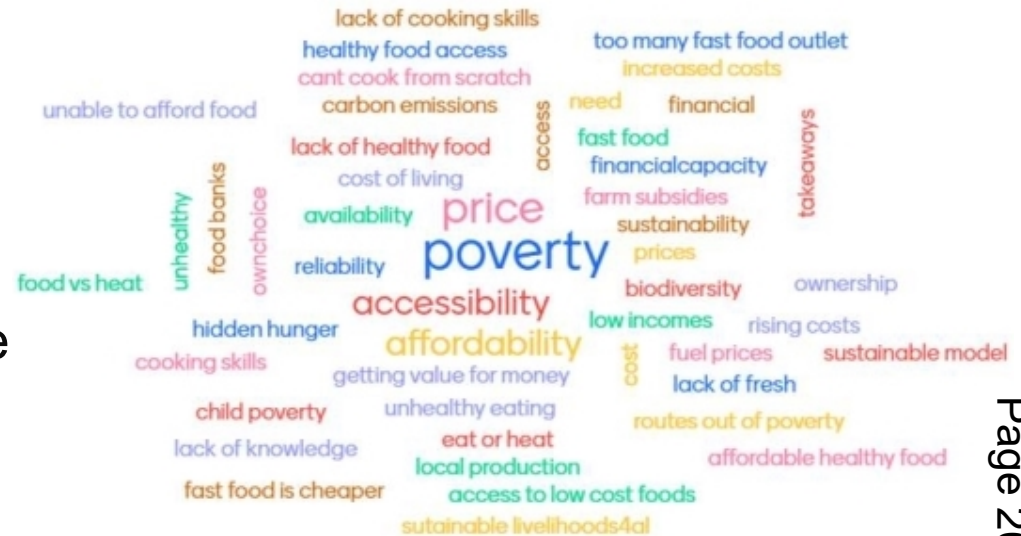 lack of cooking skills
healthy food access
too many fast food outlet
cant cook from scratch
increased costs
unable to afford food
carbon emissions
access
need
financial
takeaways
lack of healthy food
fast food
financialcapacity
cost of living
unhealthy
food banks
ownchoice
availability
price
farm subsidies
sustainability
poverty
prices
food vs heat
reliability
biodiversity
ownership
accessibility
hidden hunger
low incomes
rising costs
affordability
cost
fuel prices
sustainable model
cooking skills
getting value for money
lack of fresh
child poverty
unhealthy eating
routes out of poverty
lack of knowledge
eat or heat
local production
affordable healthy food
fast food is cheaper
access to low cost foods
sutainable livelihoods4al
e
Page